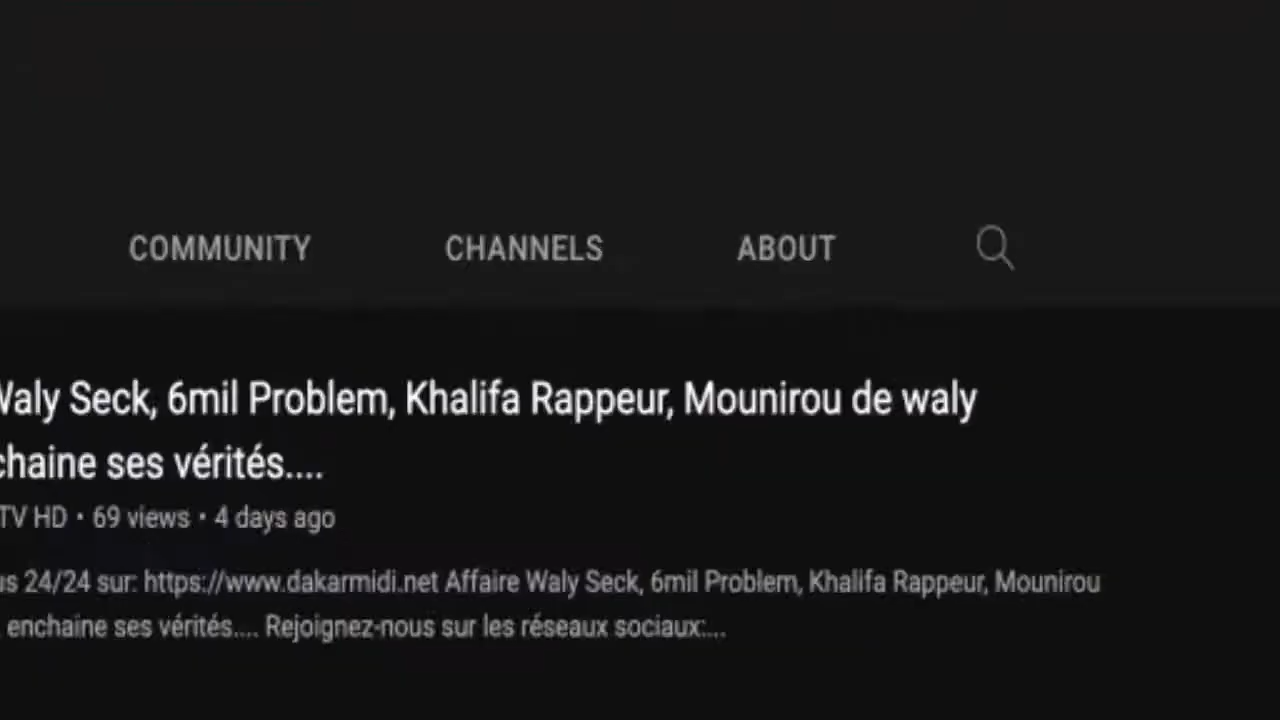 COMMUNITY CHANNELS ABOUT
Waly Seck, 6mil Problem, Khalifa Rappeur, Mounirou de waly
chaine ses vérités....
TV HD • 69 views • 4 days ago
us 24/24 sur: https://www.dakarmidi.net Affaire Waly Seck, 6mil Problem, Khalifa Rappeur, Mounirou
enchaine ses vérités.... Rejoignez-nous sur les réseaux sociaux:...